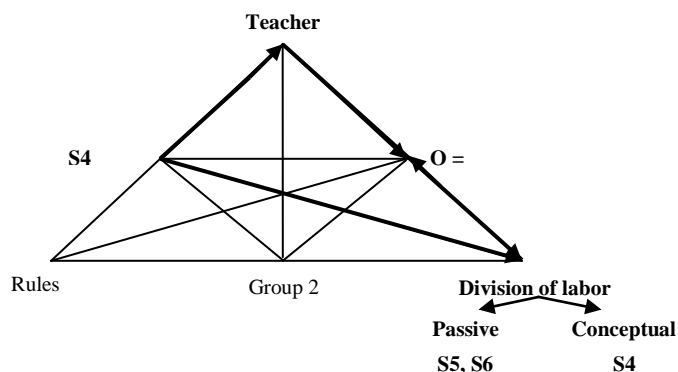 Teacher
S4 O =
Rules Group 2 Division of labor
Passive Conceptual
S5, S6 S4